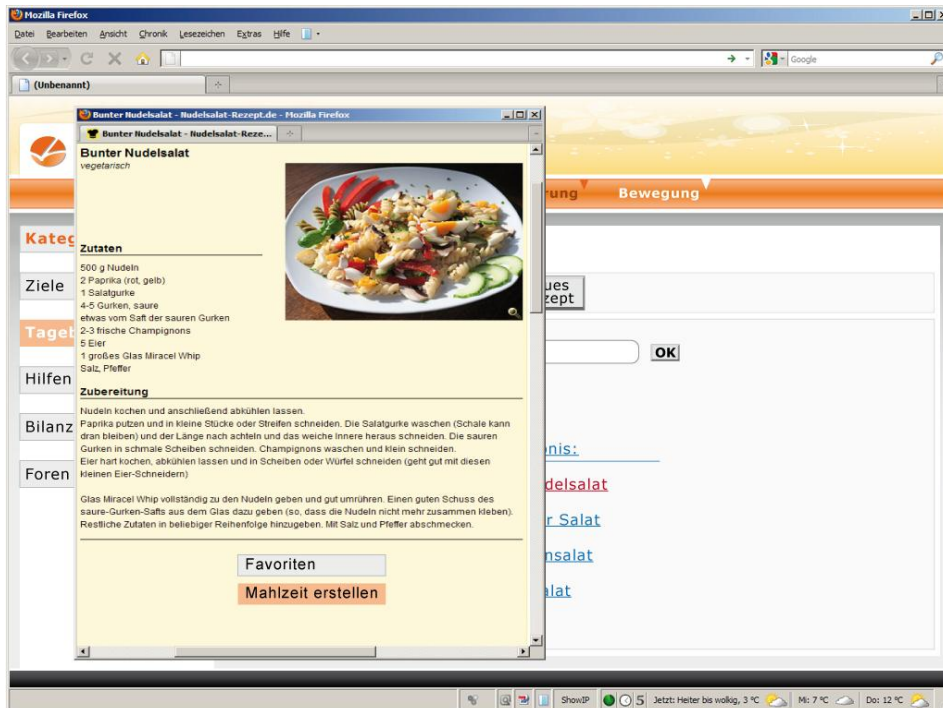 Mozilla Firefox
Datei Bearbeiten Ansicht Chronik Lesezeichen Extras Hilfe
Google
(Unbenannt)
Bunter Nudelsalat - Nudelsalat-Rezept.de - Mozilla Firefox
Bunter Nudelsalat - Nudelsalat-Reze...
Bunter Nudelsalat
vegetarisch
Zutaten
500 g Nudeln
2 Paprika (rot, gelb)
1 Salatgurke
4-5 Gurken, saure
etwas vom Saft der sauren Gurken
2-3 frische Champignons
5 Eier
1 großes Glas Miracel Whip
Salz, Pfeffer
Zubereitung
Nudeln kochen und anschließend abkühlen lassen.
Paprika putzen und in kleine Stücke oder Streifen schneiden. Die Salatgurke waschen (Schale kann
dran bleiben) und der Länge nach achteln und das weiche Innere heraus schneiden. Die sauren
Gurken in schmale Scheiben schneiden. Champignons waschen und klein schneiden.
Eier hart kochen, abkühlen lassen und in Scheiben oder Würfel schneiden (geht gut mit diesen
kleinen Eier-Schneidern)
Glas Miracel Whip vollständig zu den Nudeln geben und gut umrühren. Einen guten Schuss des
saure-Gurken-Safts aus dem Glas dazu geben (so, dass die Nudeln nicht mehr zusammen kleben).
Restliche Zutaten in beliebiger Reihenfolge hinzugeben. Mit Salz und Pfeffer abschmecken.
Favoriten
Mahlzeit erstellen
rung Bewegung
Kateg
Ziele
Tageb
Hilfen
Bilanz
Foren
ues
zept
OK
nis:
delsalat
r Salat
nsalat
lat
ShowIP 5 Jetzt: Heiter bis wolkig, 3 °C Mi: 7 °C Do: 12 °C